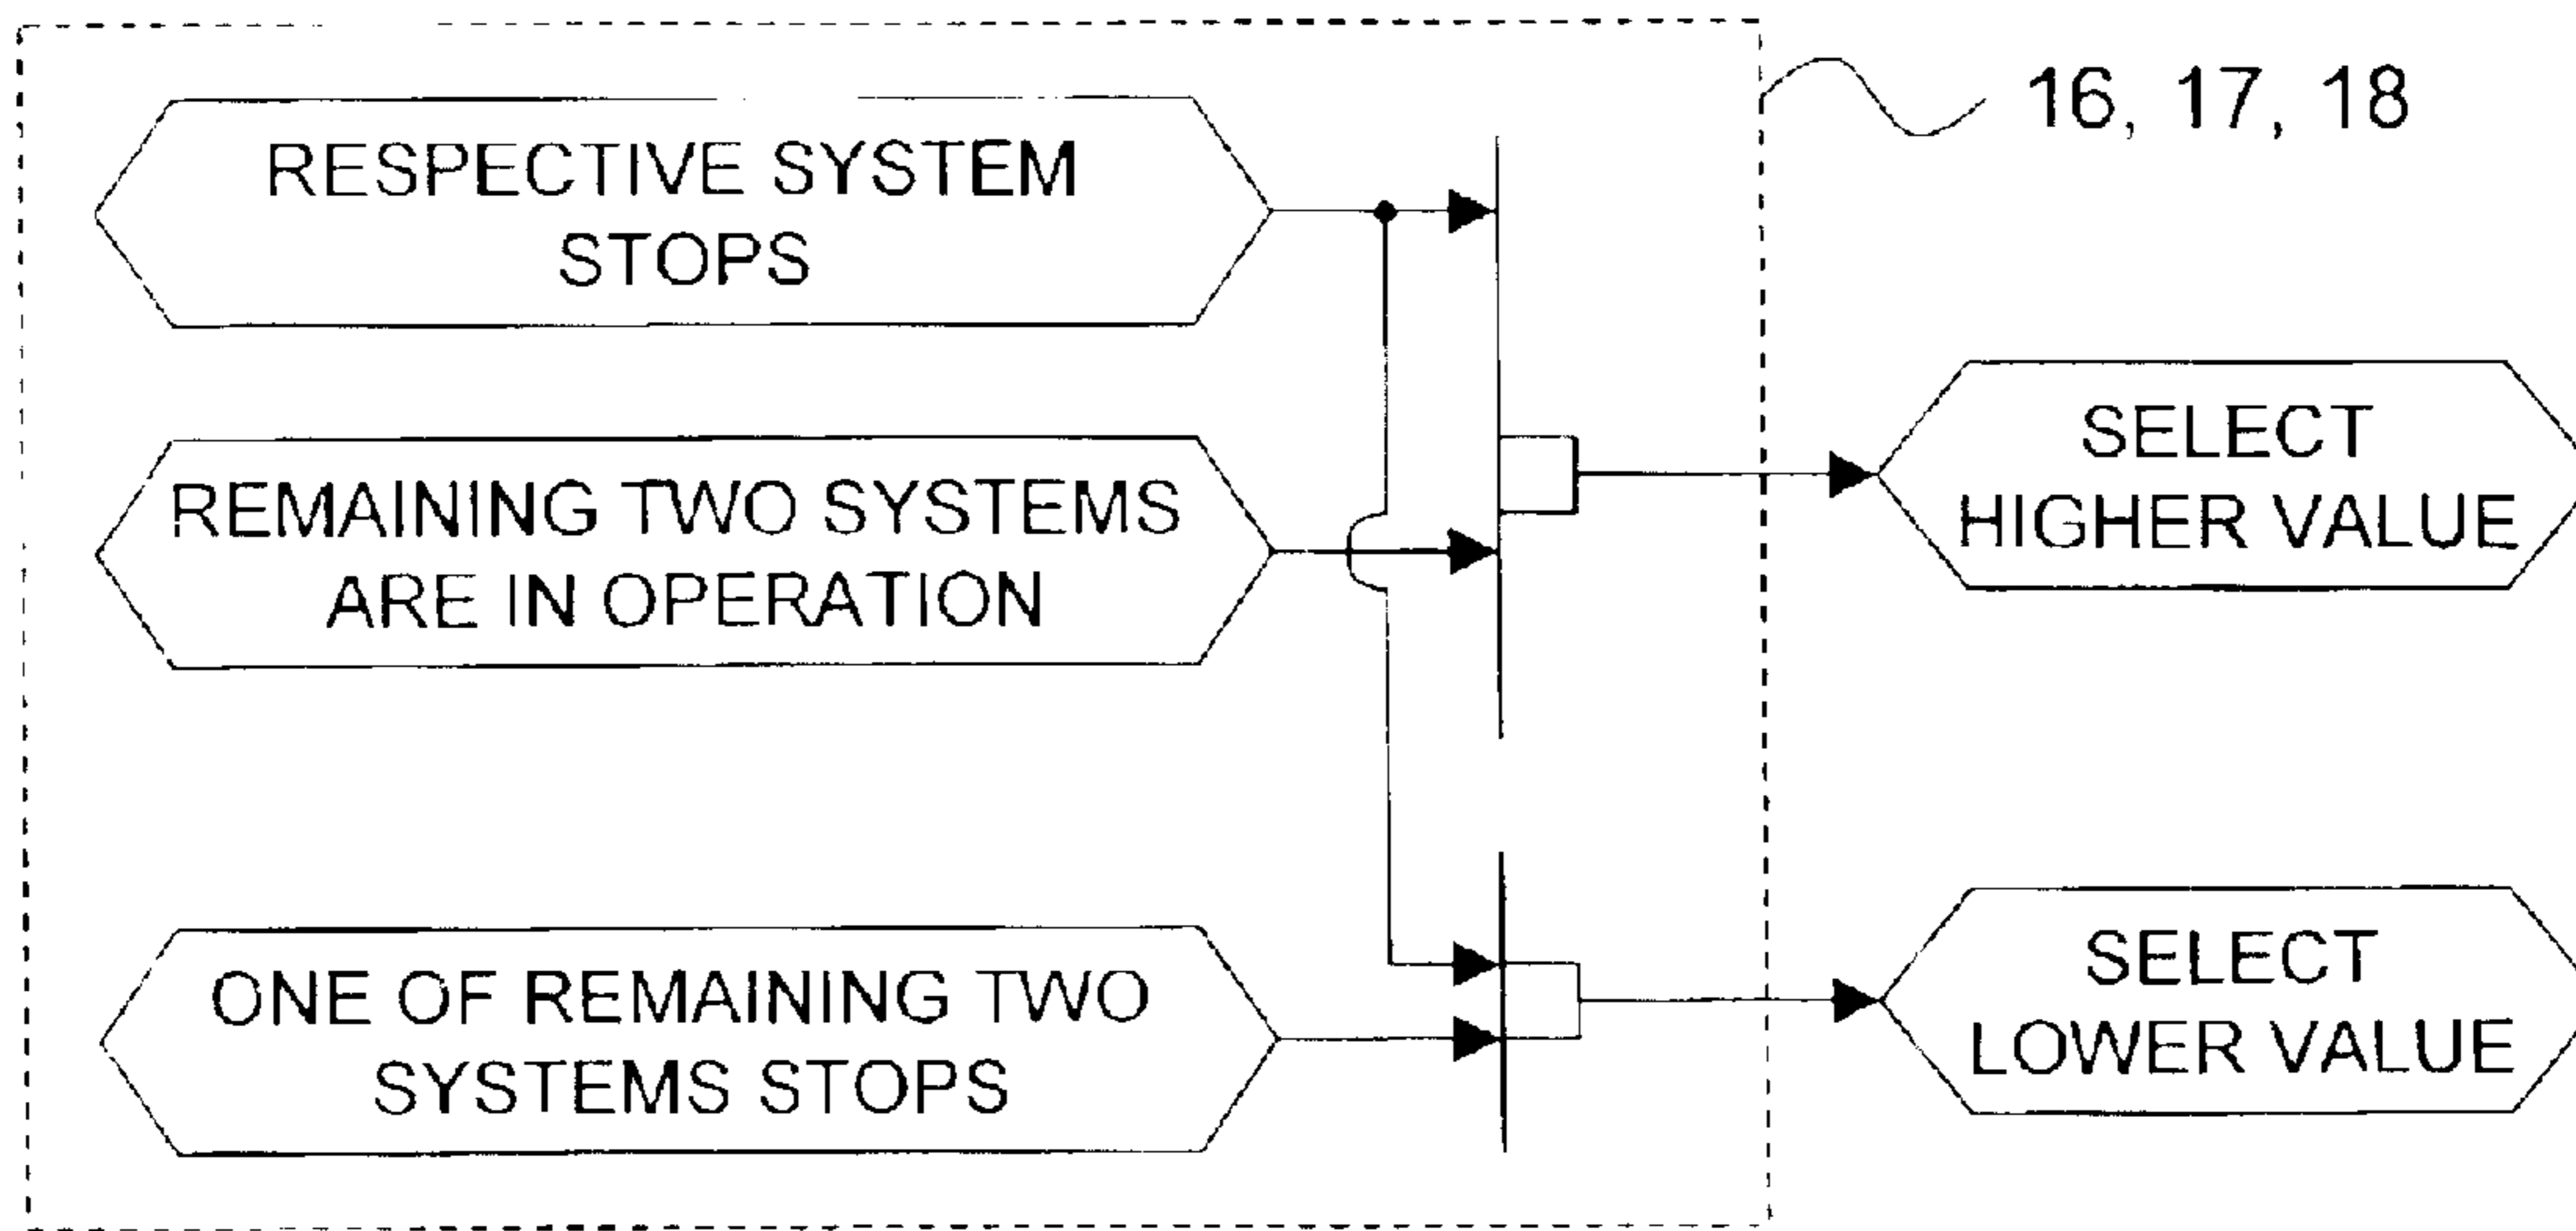 16, 17, 18
RESPECTIVE SYSTEM
STOPS
REMAINING TWO SYSTEMS
ARE IN OPERATION
SELECT
HIGHER VALUE
ONE OF REMAINING TWO
SYSTEMS STOPS
SELECT
LOWER VALUE